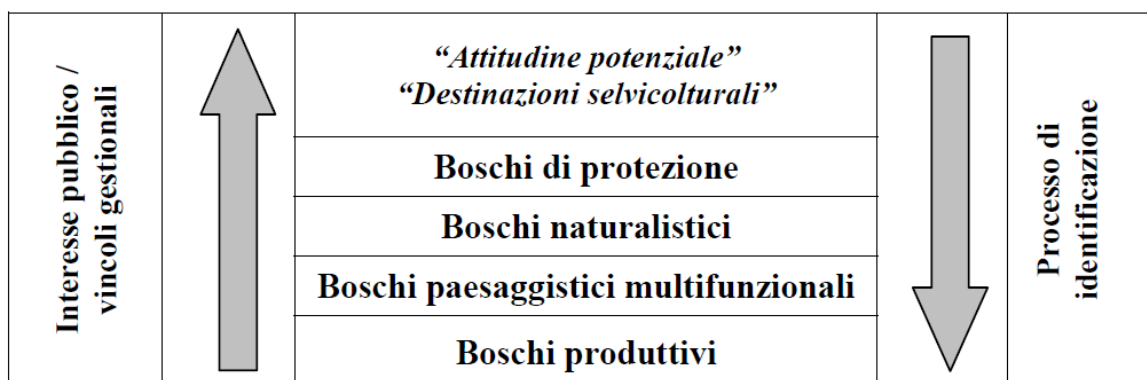 Interesse pubblico /
vincoli gestionali
“Attitudine potenziale”
“Destinazioni selvicolturali”
Boschi di protezione
Boschi naturalistici
Boschi paesaggistici multifunzionali
Boschi produttivi
Processo di
identificazione